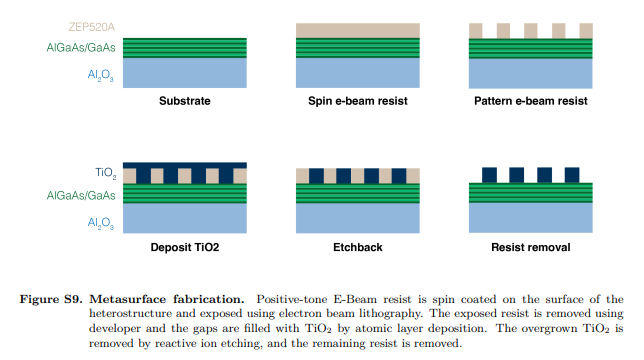 ZEP520A
AlGaAs/GaAs
Al₂O₃
Substrate
Spin e-beam resist
Pattern e-beam resist
TiO₂
AlGaAs/GaAs
Al₂O₃
Deposit TiO2
Etchback
Resist removal
Figure S9. Metasurface fabrication. Positive-tone E-Beam resist is spin coated on the surface of the
heterostructure and exposed using electron beam lithography. The exposed resist is removed using
developer and the gaps are filled with TiO₂ by atomic layer deposition. The overgrown TiO₂ is
removed by reactive ion etching, and the remaining resist is removed.